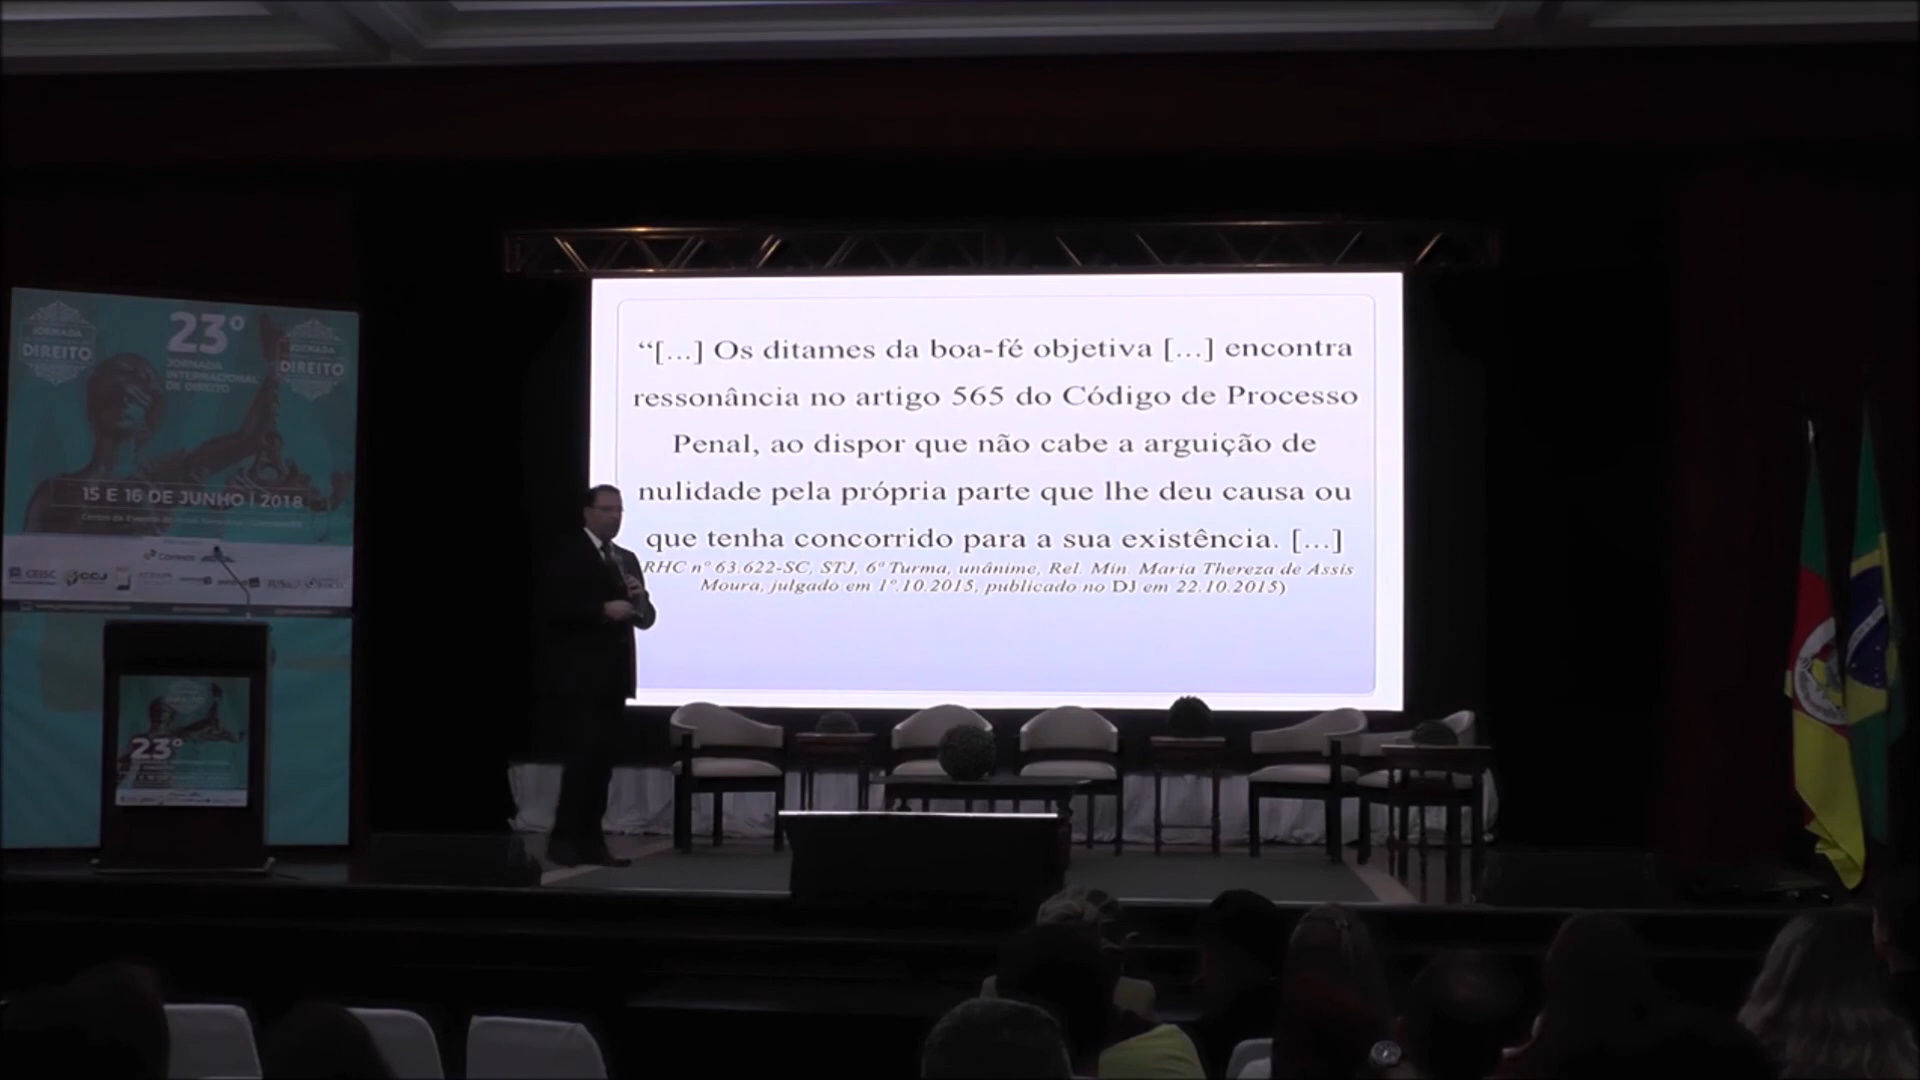 “[...] Os ditames da boa-fé objetiva [...] encontra
ressonância no artigo 565 do Código de Processo
Penal, ao dispor que não cabe a arguição de
nulidade pela própria parte que lhe deu causa ou
que tenha concorrido para a sua existência. [...]
RHC nº 63.622-SC, STJ, 6ª Turma, unânime, Rel. Min. Maria Thereza de Assis
Moura, julgado em 1º.10.2015, publicado no DJ em 22.10.2015)
JORNADA
DIREITO
23º
JORNADA
INTERNACIONAL
DE DIREITO
JORNADA
DIREITO
15 E 16 DE JUNHO | 2018
CEISC
CCJ
23º